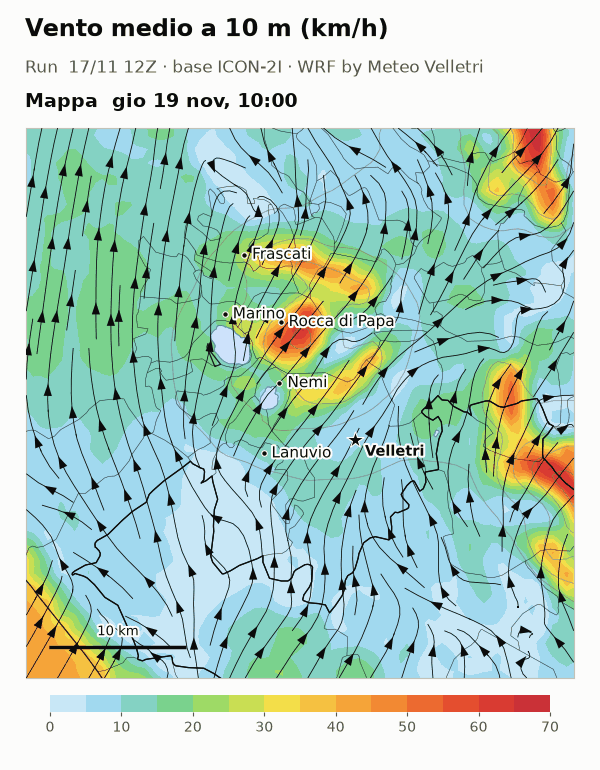 Vento medio a 10 m (km/h)
Run 17/11 12Z · base ICON-2I · WRF by Meteo Velletri
Mappa gio 19 nov, 10:00
Frascati
Marino
Rocca di Papa
Nemi
Lanuvio
Velletri
10 km
0 10 20 30 40 50 60 70